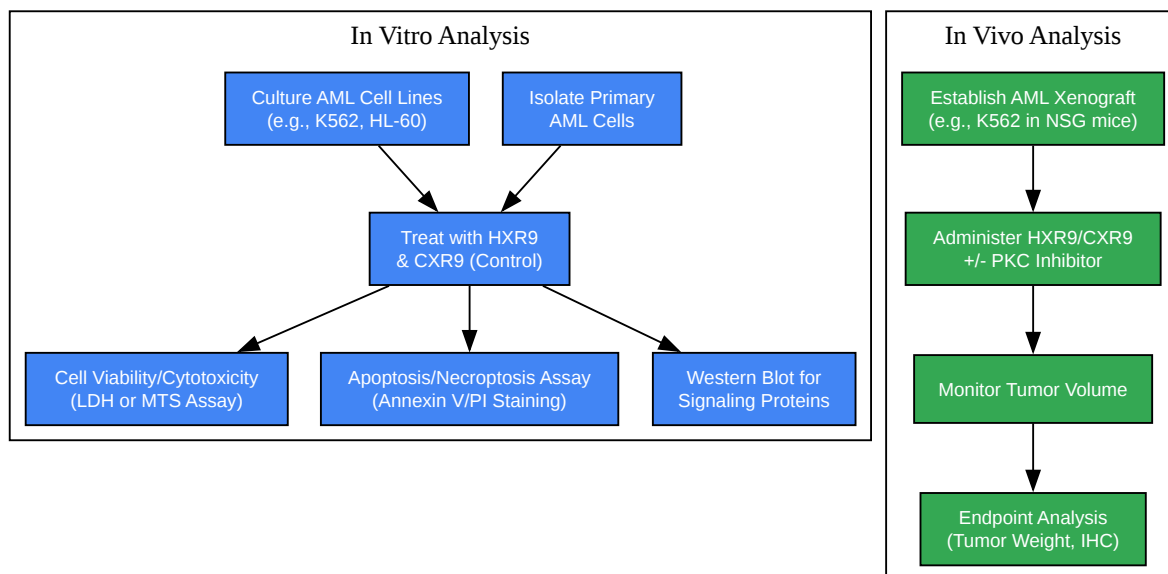 In Vitro Analysis
Culture AML Cell Lines
(e.g., K562, HL-60)
Isolate Primary
AML Cells
Treat with HXR9
& CXR9 (Control)
Cell Viability/Cytotoxicity
(LDH or MTS Assay)
Apoptosis/Necroptosis Assay
(Annexin V/PI Staining)
Western Blot for
Signaling Proteins
In Vivo Analysis
Establish AML Xenograft
(e.g., K562 in NSG mice)
Administer HXR9/CXR9
+/- PKC Inhibitor
Monitor Tumor Volume
Endpoint Analysis
(Tumor Weight, IHC)